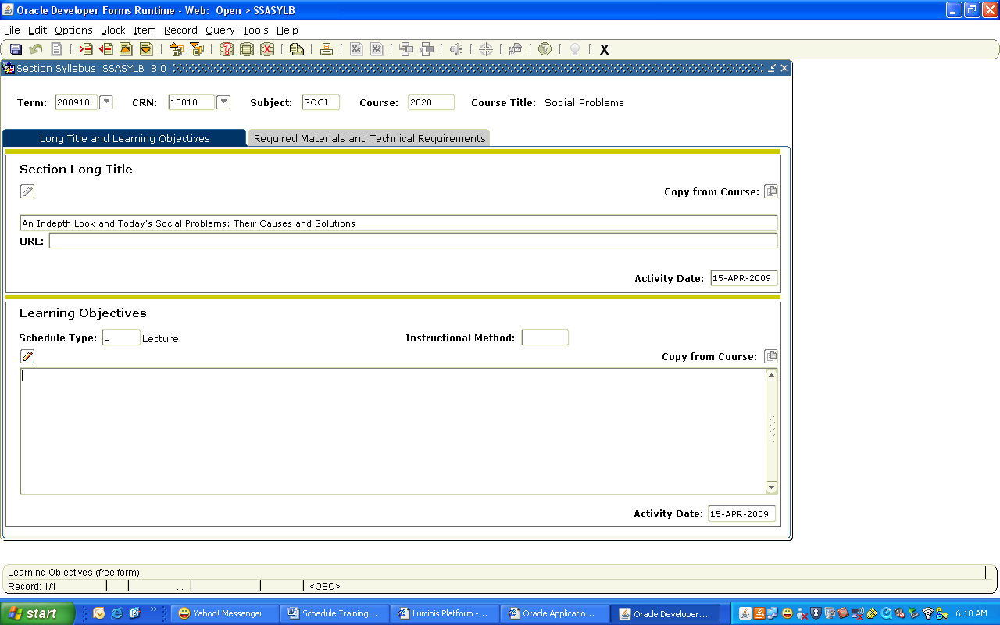 Oracle Developer Forms Runtime - Web: Open > SSASYLB
File Edit Options Block Item Record Query Tools Help
X
Section Syllabus SSASYLB 8.0
Term: 200910 CRN: 10010 Subject: SOCI Course: 2020 Course Title: Social Problems
Long Title and Learning Objectives Required Materials and Technical Requirements
Section Long Title
Copy from Course:
An Indepth Look and Today's Social Problems: Their Causes and Solutions
URL:
Activity Date: 15-APR-2009
Learning Objectives
Schedule Type: L Lecture Instructional Method:
Copy from Course:
Activity Date: 15-APR-2009
Learning Objectives (free form).
Record: 1/1 ... <OSC>
start Yahoo! Messenger Schedule Training... Luminis Platform -... Oracle Applicatio... Oracle Developer... 6:18 AM